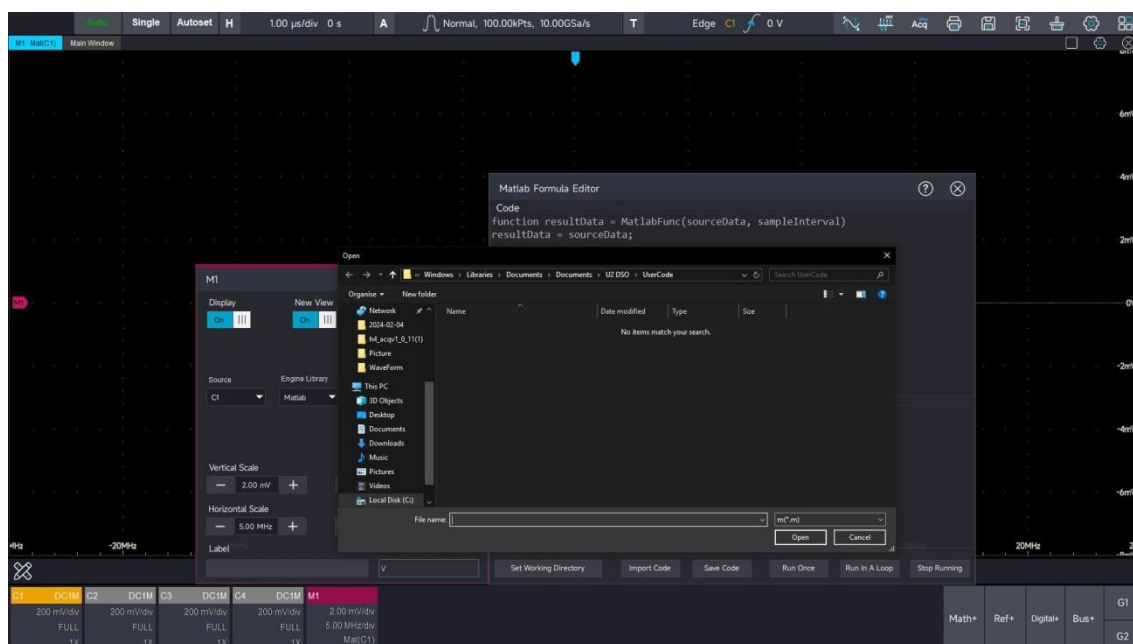 Auto Single Autoset H 1.00 μs/div 0 s A Normal, 100.00kPts, 10.00GSa/s T Edge C1 0 V Acq
M1 Mat(C1) Main Window
6mV
Matlab Formula Editor
4mV
Code
function resultData = MatlabFunc(sourceData, sampleInterval)
resultData = sourceData;
2mV
Open
« Windows › Libraries › Documents › Documents › U2 DSO › UserCode Search UserCode
M1
Organise New folder
Display New View
On On
M1
Network
Name Date modified Type Size
2024-02-04
No items match your search.
h4_acqv1_0_11(1)
Picture
WaveForm
-2mV
Source Engine Library
This PC
C1 Matlab
3D Objects
Desktop
Documents
-4mV
Downloads
Music
Vertical Scale
Pictures
2.00 mV
Videos
-6mV
Local Disk (C:)
Horizontal Scale
File name: m(*.m)
5.00 MHz
Open Cancel
-20MHz 20MHz
Label
V
Set Working Directory Import Code Save Code Run Once Run In A Loop Stop Running
C1 DC1M C2 DC1M C3 DC1M C4 DC1M M1
200 mV/div 200 mV/div 200 mV/div 200 mV/div 2.00 mV/div
FULL FULL FULL FULL 5.00 MHz/div
1X 1X 1X 1X Mat(C1)
Math+ Ref+ Digital+ Bus+
G1
G2